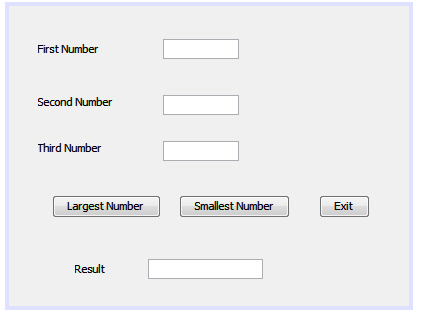 First Number
Second Number
Third Number
Largest Number Smallest Number Exit
Result